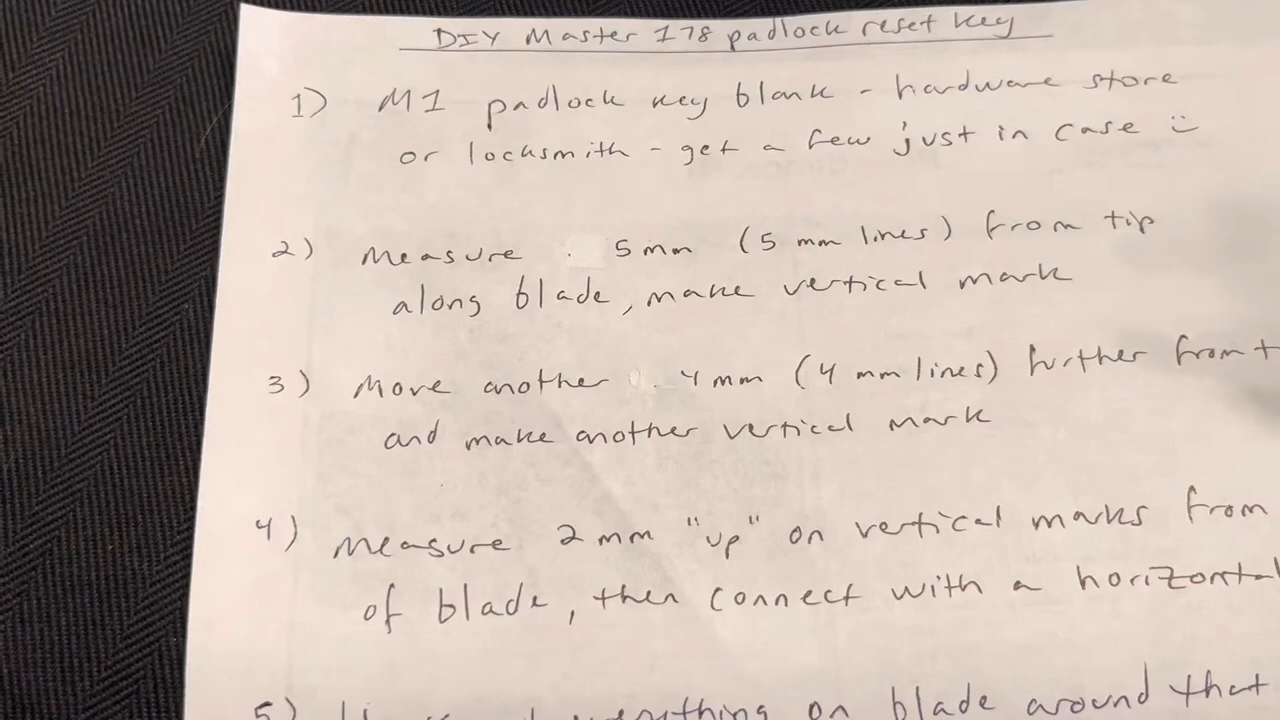 DIY Master 178 padlock reset key
1) M1 padlock key blank - hardware store
or locksmith - get a few just in case :)
2) Measure 5mm (5 mm lines) from tip
along blade, make vertical mark
3) Move another 4mm (4 mm lines) further from t
and make another vertical mark
4) Measure 2mm "up" on vertical marks from
of blade, then connect with a horizontal
5) on blade around that